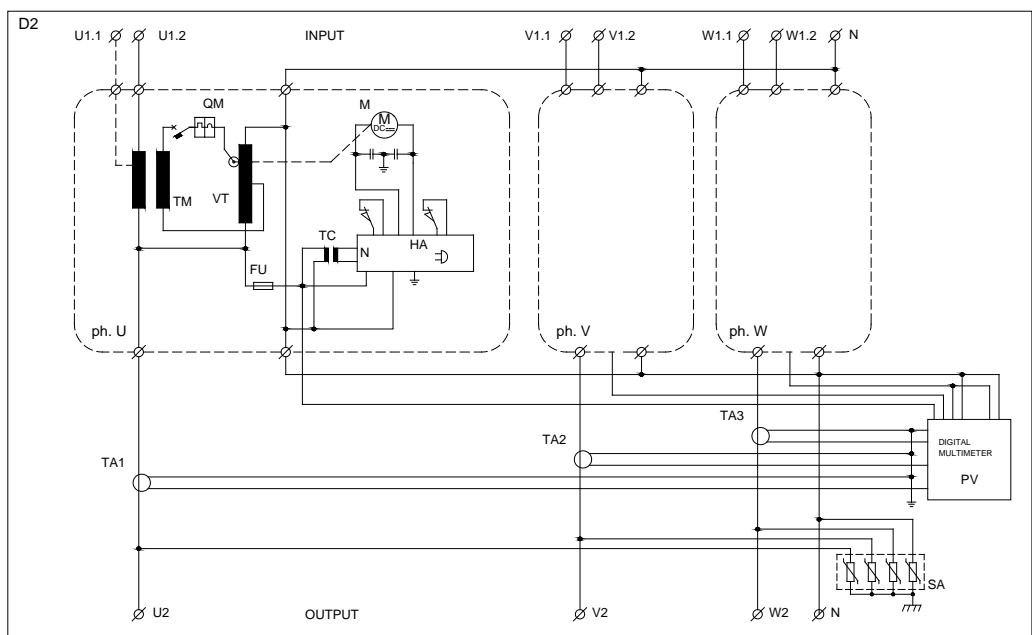 D2
U1.1 U1.2 INPUT V1.1 V1.2 W1.1 W1.2 N
QM M
M
DC
TM VT
TC N HA
FU
ph. U ph. V ph. W
TA3
TA2
TA1
DIGITAL
MULTIMETER
PV
SA
U2 OUTPUT V2 W2 N